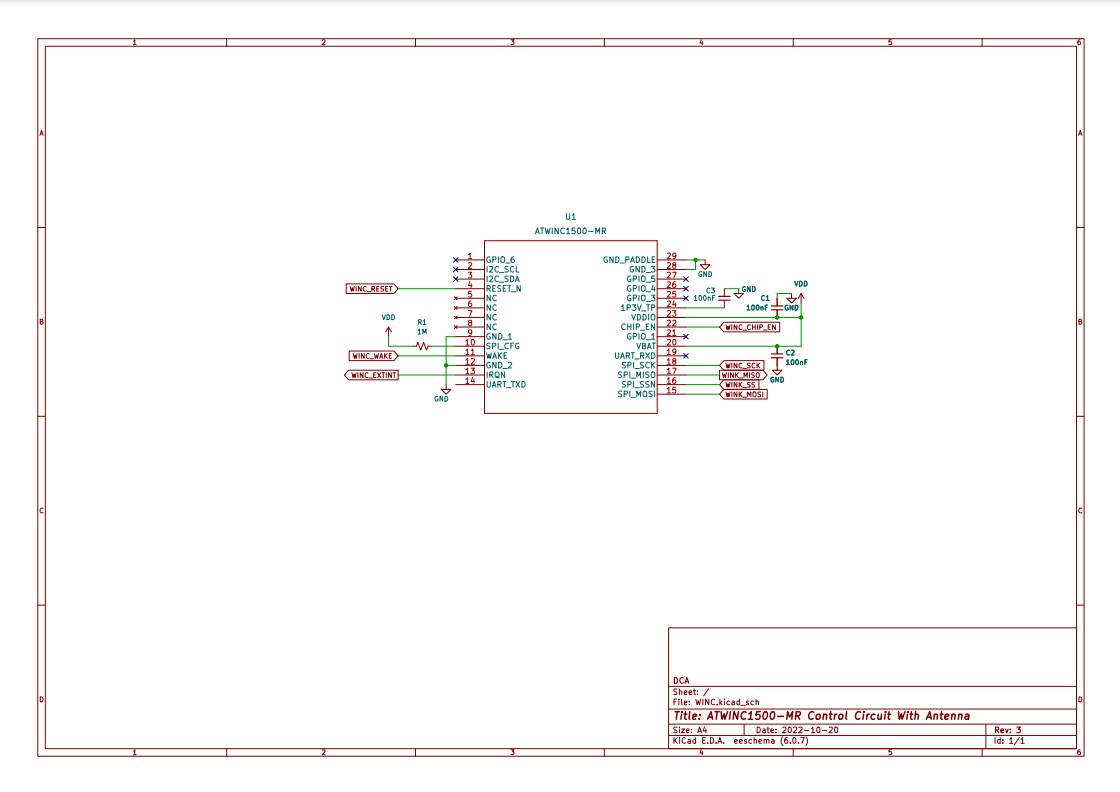 1 2 3 4 5 6
A A
U1
ATWINC1500-MR
1 GPIO_6 GND_PADDLE 29
2 I2C_SCL GND_3 28
GND
3 I2C_SDA GPIO_5 27
WINC_RESET 4 RESET_N GPIO_4 26 C3 GND VDD
5 NC GPIO_3 25 100nF C1
6 NC 1P3V_TP 24 100nF GND
VDD 7 NC VDDIO 23
B R1 8 NC CHIP_EN 22 WINC_CHIP_EN B
1M 9 GND_1 GPIO_1 21
10 SPI_CFG VBAT 20
WINC_WAKE 11 WAKE UART_RXD 19 C2
100nF
12 GND_2 SPI_SCK 18 WINC_SCK
WINC_EXTINT 13 IRQN SPI_MISO 17 WINK_MISO GND
14 UART_TXD SPI_SSN 16 WINK_SS
GND SPI_MOSI 15 WINK_MOSI
C C
DCA
Sheet: /
File: WINC.kicad_sch
D D
Title: ATWINC1500-MR Control Circuit With Antenna
Size: A4 Date: 2022-10-20 Rev: 3
KiCad E.D.A. eeschema (6.0.7) Id: 1/1
1 2 3 4 5 6